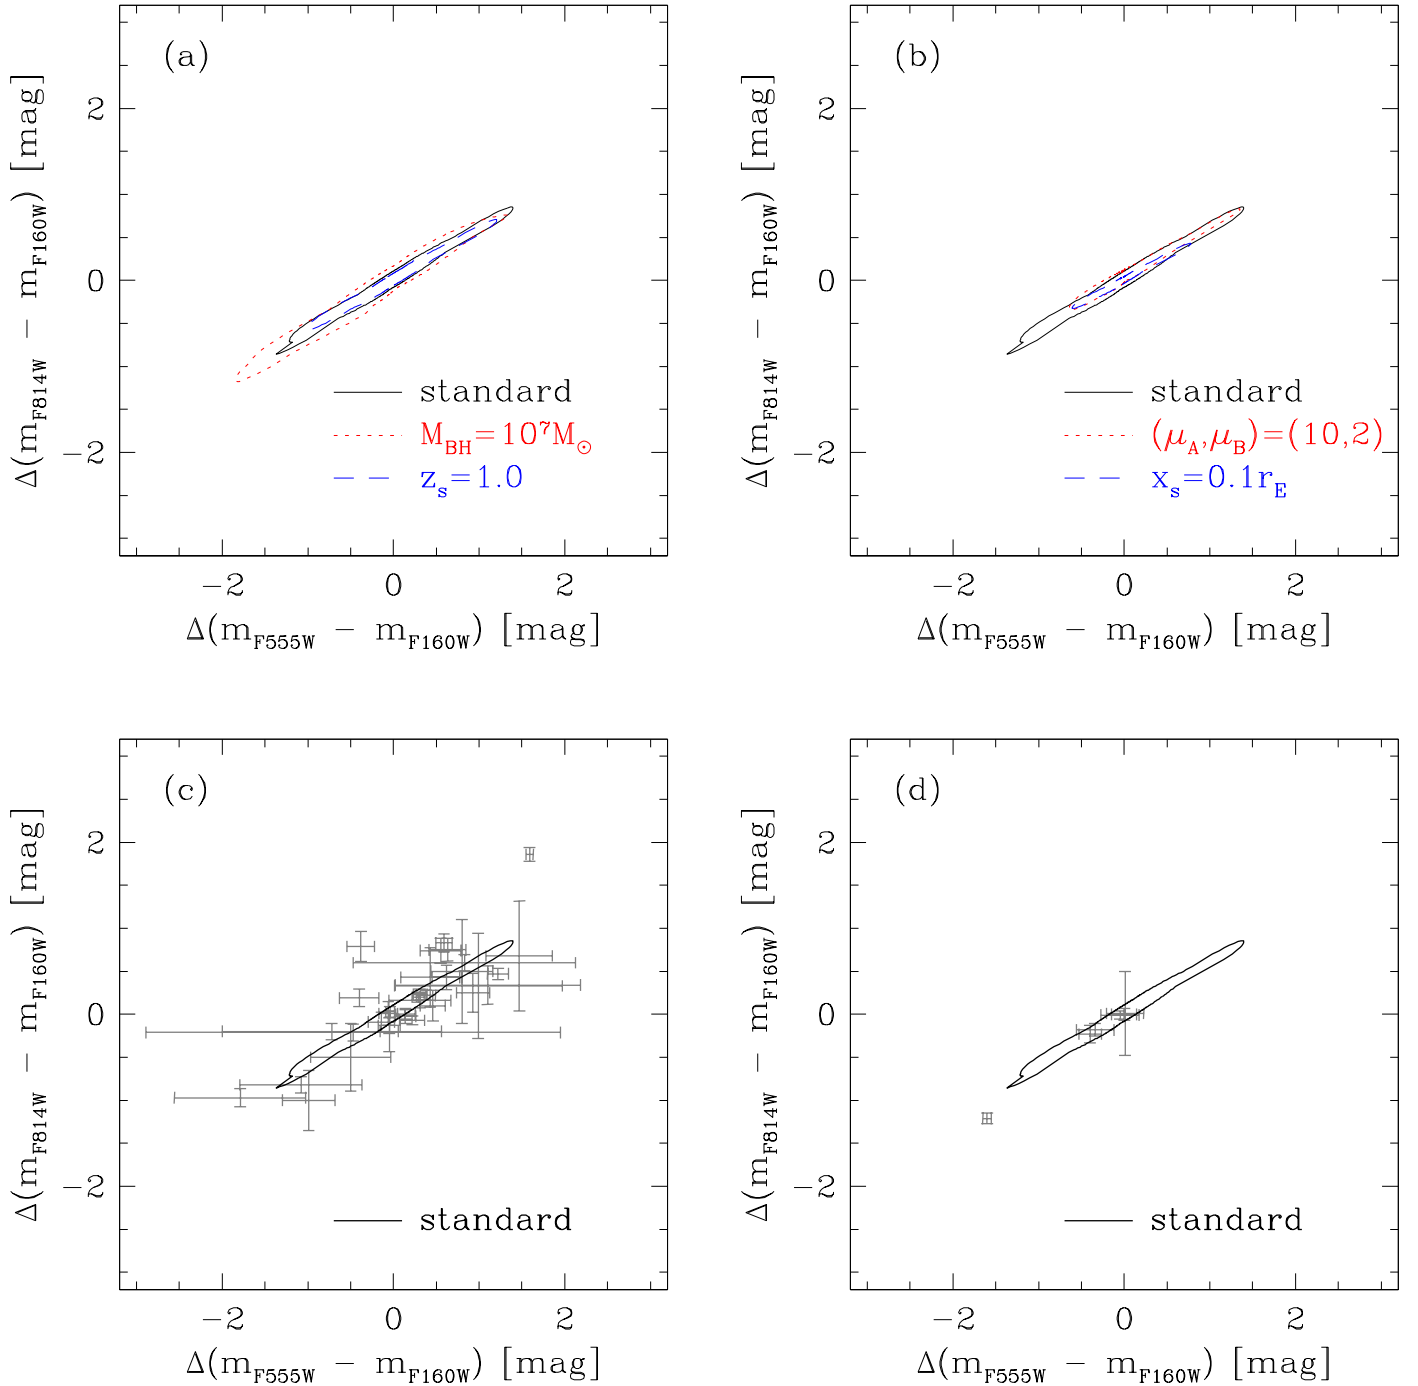 (a)
Δ(m_F814W − m_F160W) [mag]
2
0
−2
standard
M_BH=10⁷M_⊙
z_s=1.0
−2 0 2
Δ(m_F555W − m_F160W) [mag]
(b)
Δ(m_F814W − m_F160W) [mag]
2
0
−2
standard
(μ_A,μ_B)=(10,2)
x_s=0.1r_E
−2 0 2
Δ(m_F555W − m_F160W) [mag]
(c)
Δ(m_F814W − m_F160W) [mag]
2
0
−2
standard
−2 0 2
Δ(m_F555W − m_F160W) [mag]
(d)
Δ(m_F814W − m_F160W) [mag]
2
0
−2
standard
−2 0 2
Δ(m_F555W − m_F160W) [mag]